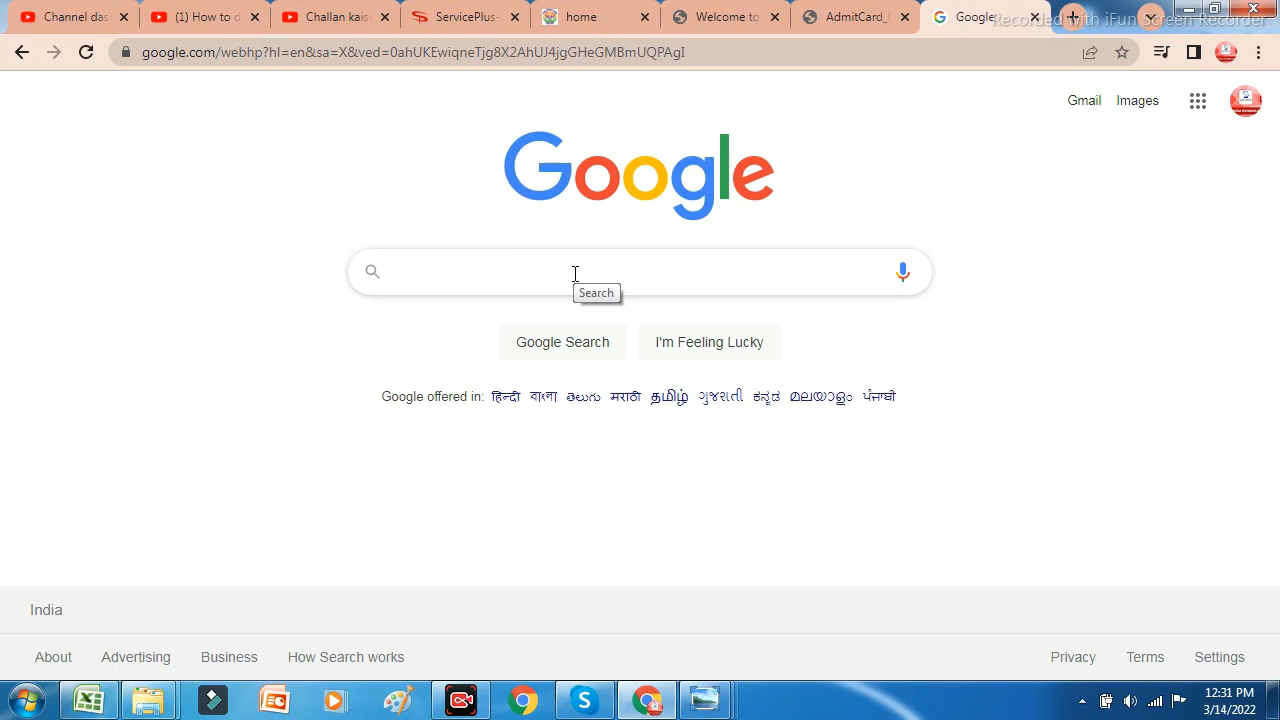 Channel das
(1) How to d
Challan kais
ServicePlus-
home
Welcome to
AdmitCard_
Google
Recorded with iFun Screen Recorder
google.com/webhp?hl=en&sa=X&ved=0ahUKEwiqneTjg8X2AhUJ4jgGHeGMBmUQPAgI
Gmail Images
Google
Search
Google Search I'm Feeling Lucky
Google offered in: हिन्दी বাংলা తెలుగు मराठी தமிழ் ગુજરાતી ಕನ್ನಡ മലയാളം ਪੰਜਾਬੀ
India
About Advertising Business How Search works Privacy Terms Settings
12:31 PM
3/14/2022